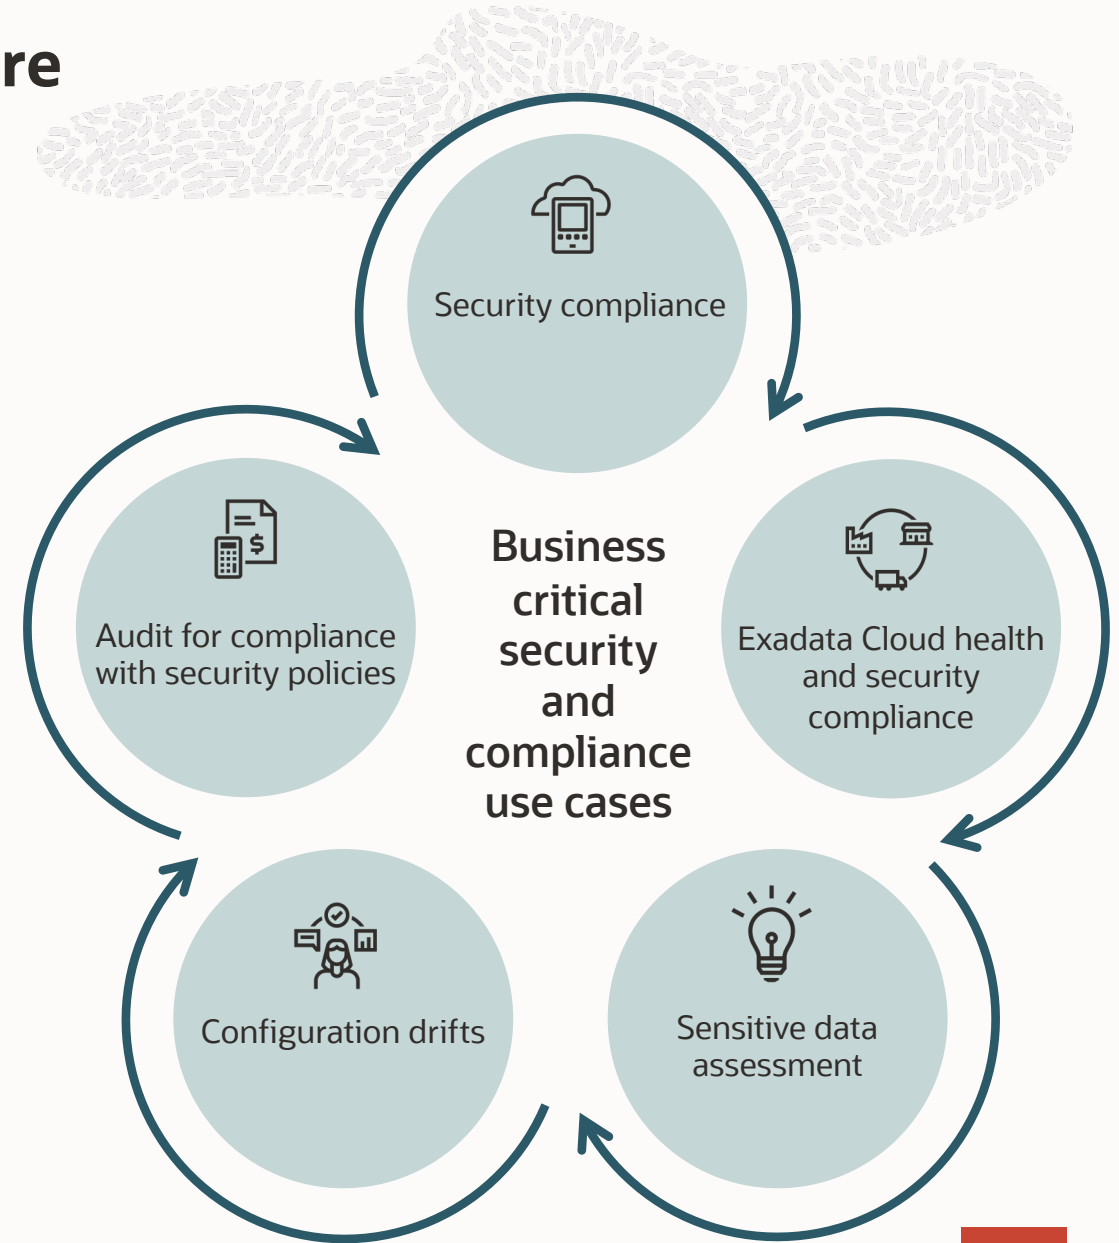 re
Security compliance
Business
critical
security
and
compliance
use cases
Audit for compliance
with security policies
Exadata Cloud health
and security
compliance
Configuration drifts
Sensitive data
assessment
$